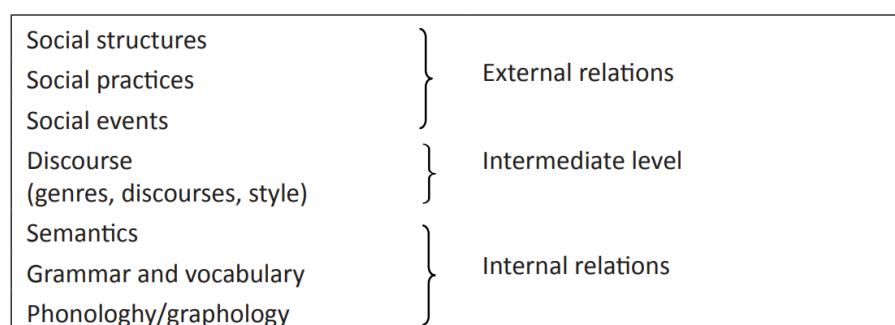 Social structures
Social practices
External relations
Social events
Discourse
Intermediate level
(genres, discourses, style)
Semantics
Grammar and vocabulary
Internal relations
Phonologhy/graphology